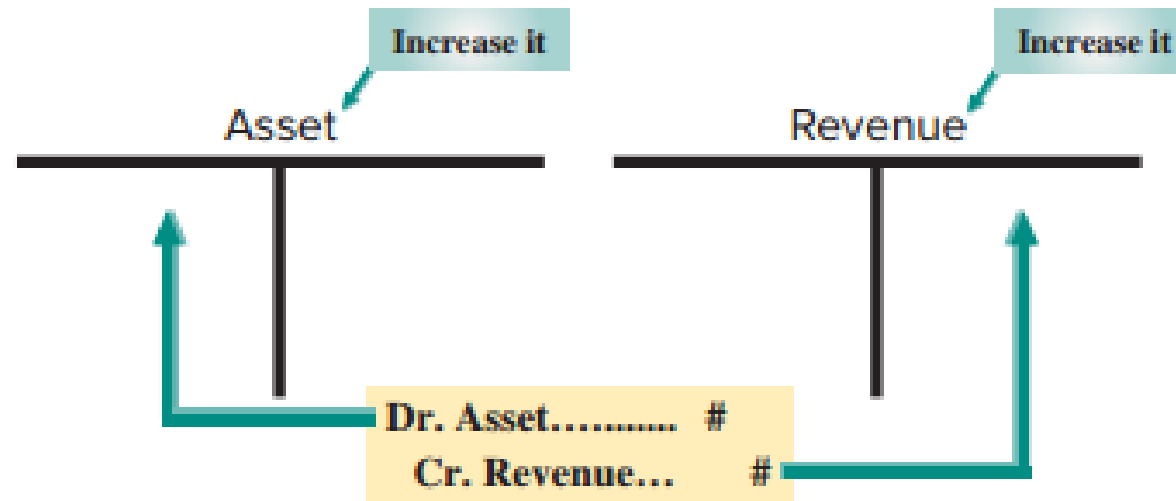 Increase it
Increase it
Asset
Revenue
Dr. Asset........... #
Cr. Revenue... #